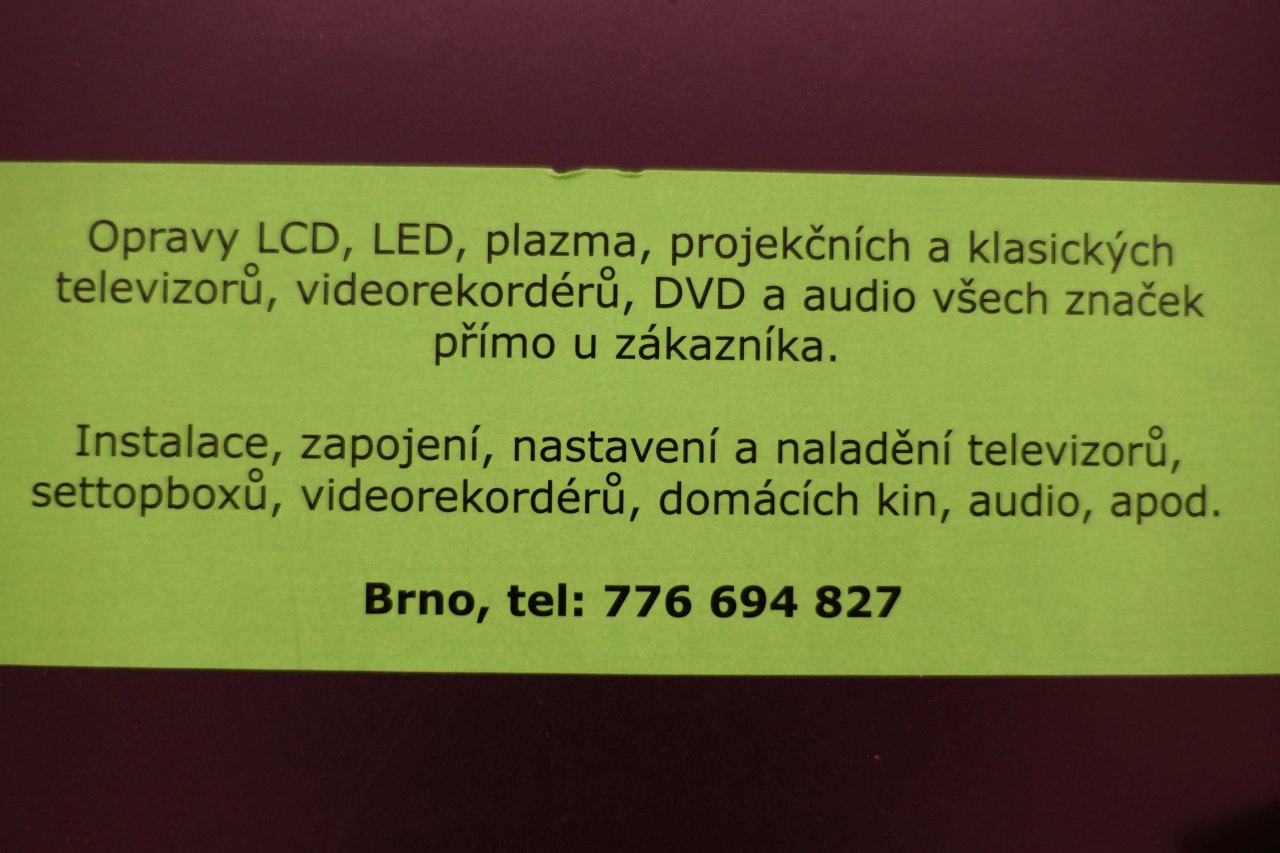 Opravy LCD, LED, plazma, projekčních a klasických
televizorů, videorekordérů, DVD a audio všech značek
přímo u zákazníka.
Instalace, zapojení, nastavení a naladění televizorů,
settopboxů, videorekordérů, domácích kin, audio, apod.
Brno, tel: 776 694 827